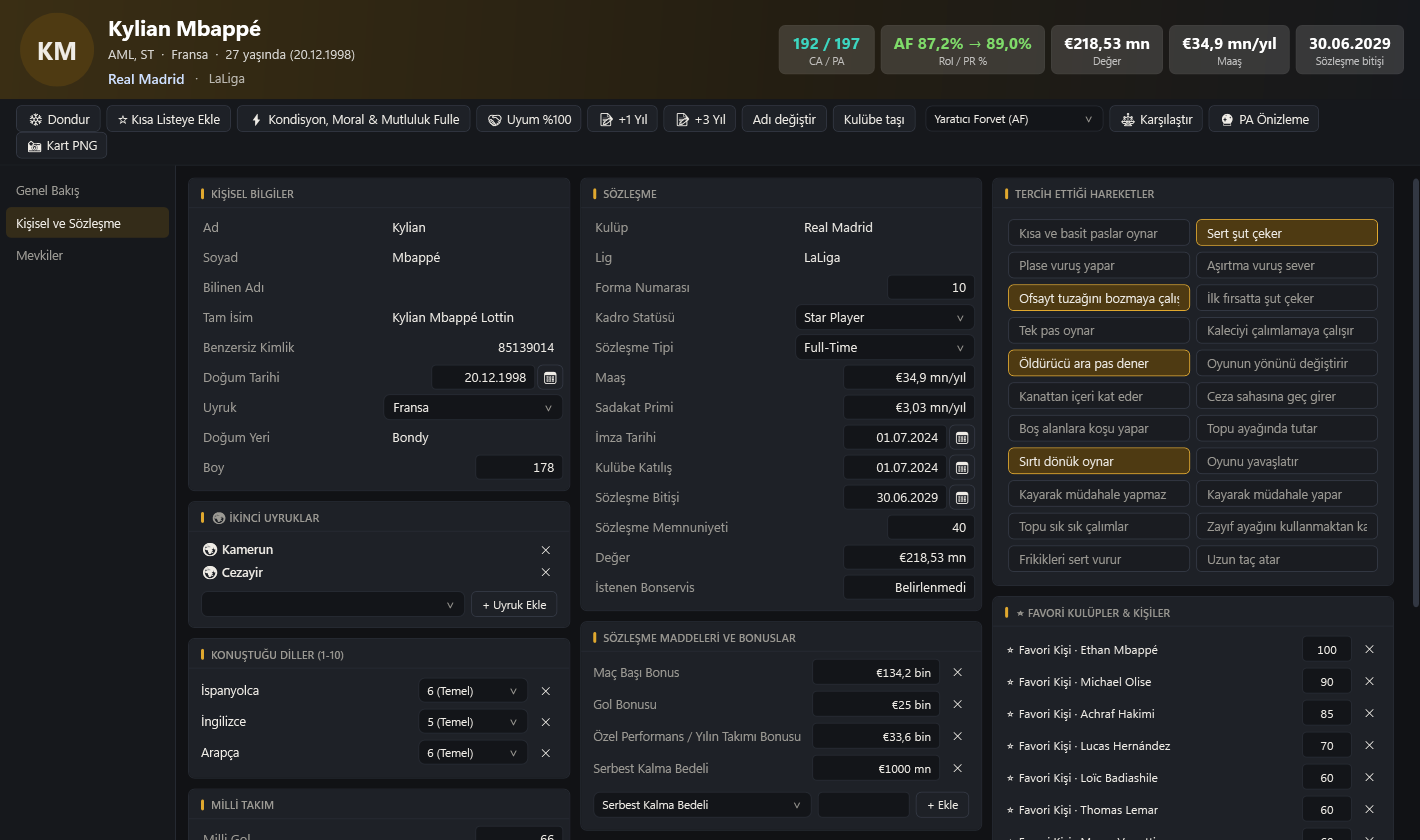 KM
Kylian Mbappé
AML, ST · Fransa · 27 yaşında (20.12.1998)
Real Madrid · LaLiga
192 / 197
CA / PA
AF 87,2% → 89,0%
Rol / PR %
€218,53 mn
Değer
€34,9 mn/yıl
Maaş
30.06.2029
Sözleşme bitişi
Dondur
Kısa Listeye Ekle
Kondisyon, Moral & Mutluluk Fulle
Uyum %100
+1 Yıl
+3 Yıl
Adı değiştir
Kulübe taşı
Yaratıcı Forvet (AF)
Karşılaştır
PA Önizleme
Kart PNG
Genel Bakış
Kişisel ve Sözleşme
Mevkiler
KİŞİSEL BİLGİLER
Ad Kylian
Soyad Mbappé
Bilinen Adı
Tam İsim Kylian Mbappé Lottin
Benzersiz Kimlik 85139014
Doğum Tarihi 20.12.1998
Uyruk Fransa
Doğum Yeri Bondy
Boy 178
İKİNCİ UYRUKLAR
Kamerun
Cezayir
+ Uyruk Ekle
KONUŞTUĞU DİLLER (1-10)
İspanyolca 6 (Temel)
İngilizce 5 (Temel)
Arapça 6 (Temel)
MİLLİ TAKIM
Milli Gol 66
SÖZLEŞME
Kulüp Real Madrid
Lig LaLiga
Forma Numarası 10
Kadro Statüsü Star Player
Sözleşme Tipi Full-Time
Maaş €34,9 mn/yıl
Sadakat Primi €3,03 mn/yıl
İmza Tarihi 01.07.2024
Kulübe Katılış 01.07.2024
Sözleşme Bitişi 30.06.2029
Sözleşme Memnuniyeti 40
Değer €218,53 mn
İstenen Bonservis Belirlenmedi
SÖZLEŞME MADDELERİ VE BONUSLAR
Maç Başı Bonus €134,2 bin
Gol Bonusu €25 bin
Özel Performans / Yılın Takımı Bonusu €33,6 bin
Serbest Kalma Bedeli €1000 mn
Serbest Kalma Bedeli + Ekle
TERCİH ETTİĞİ HAREKETLER
Kısa ve basit paslar oynar Sert şut çeker
Plase vuruş yapar Aşırtma vuruş sever
Ofsayt tuzağını bozmaya çalış İlk fırsatta şut çeker
Tek pas oynar Kaleciyi çalımlamaya çalışır
Öldürücü ara pas dener Oyunun yönünü değiştirir
Kanattan içeri kat eder Ceza sahasına geç girer
Boş alanlara koşu yapar Topu ayağında tutar
Sırtı dönük oynar Oyunu yavaşlatır
Kayarak müdahale yapmaz Kayarak müdahale yapar
Topu sık sık çalımlar Zayıf ayağını kullanmaktan ka
Frikikleri sert vurur Uzun taç atar
FAVORİ KULÜPLER & KİŞİLER
Favori Kişi · Ethan Mbappé 100
Favori Kişi · Michael Olise 90
Favori Kişi · Achraf Hakimi 85
Favori Kişi · Lucas Hernández 70
Favori Kişi · Loïc Badiashile 60
Favori Kişi · Thomas Lemar 60